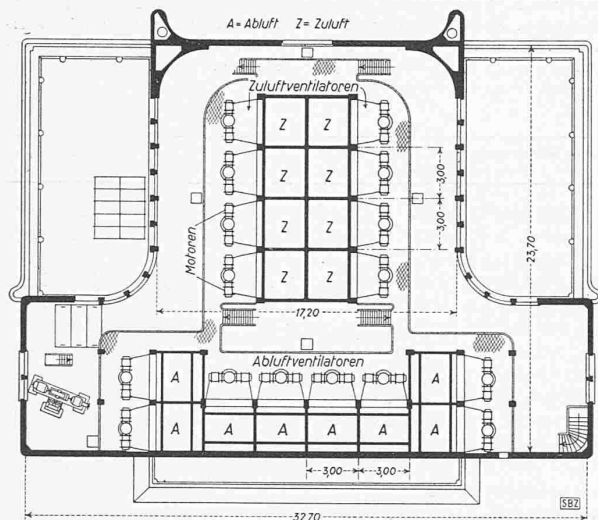 A = Abluft Z = Zuluft
Zuluftventilatoren
Z Z
Z Z
3,00
Z Z
3,00
Motoren
23,70
Z Z
17,20
Abluftventilatoren
A A
A A A A A A
3,00 3,00
SBZ
32,70